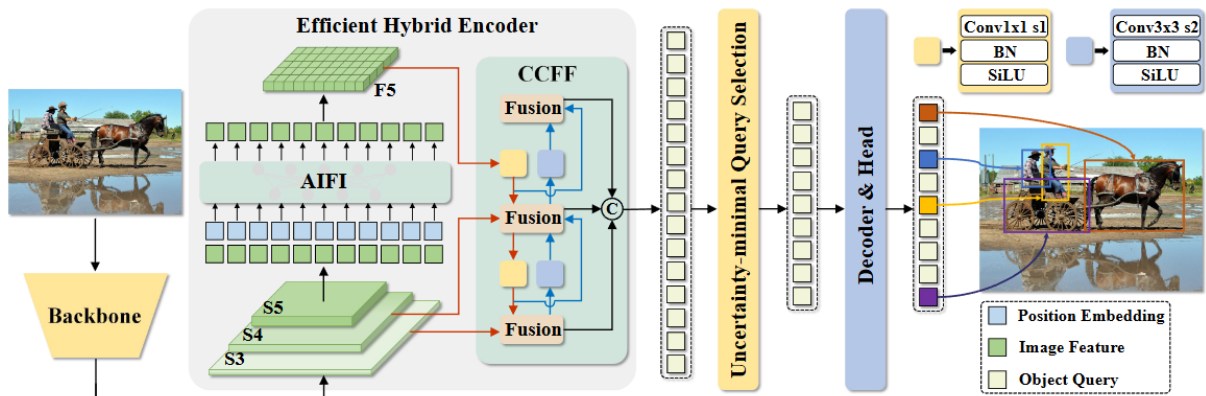 Efficient Hybrid Encoder
F5
CCFF
Fusion
AIFI
Fusion
C
Fusion
S5
S4
S3
Backbone
Uncertainty-minimal Query Selection
Decoder & Head
Conv1x1 s1
BN
SiLU
Conv3x3 s2
BN
SiLU
Position Embedding
Image Feature
Object Query